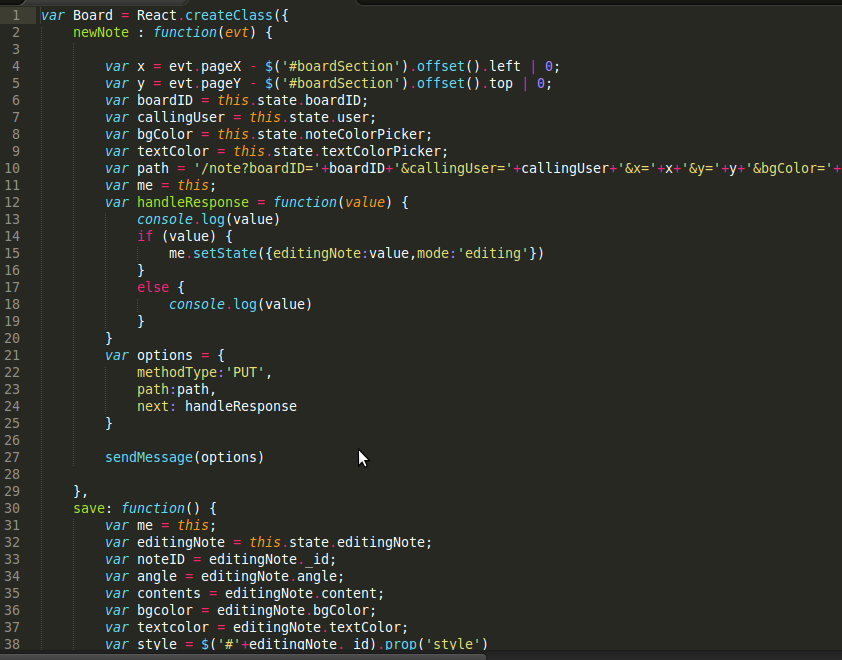 1 var Board = React.createClass({
2     newNote : function(evt) {
3
4         var x = evt.pageX - $('#boardSection').offset().left | 0;
5         var y = evt.pageY - $('#boardSection').offset().top | 0;
6         var boardID = this.state.boardID;
7         var callingUser = this.state.user;
8         var bgColor = this.state.noteColorPicker;
9         var textColor = this.state.textColorPicker;
10         var path = '/note?boardID='+boardID+'&callingUser='+callingUser+'&x='+x+'&y='+y+'&bgColor='+
11         var me = this;
12         var handleResponse = function(value) {
13             console.log(value)
14             if (value) {
15                 me.setState({editingNote:value,mode:'editing'})
16             }
17             else {
18                 console.log(value)
19             }
20         }
21         var options = {
22             methodType:'PUT',
23             path:path,
24             next: handleResponse
25         }
26
27         sendMessage(options)
28
29     },
30     save: function() {
31         var me = this;
32         var editingNote = this.state.editingNote;
33         var noteID = editingNote._id;
34         var angle = editingNote.angle;
35         var contents = editingNote.content;
36         var bgcolor = editingNote.bgColor;
37         var textcolor = editingNote.textColor;
38         var style = $('#'+editingNote._id).prop('style')